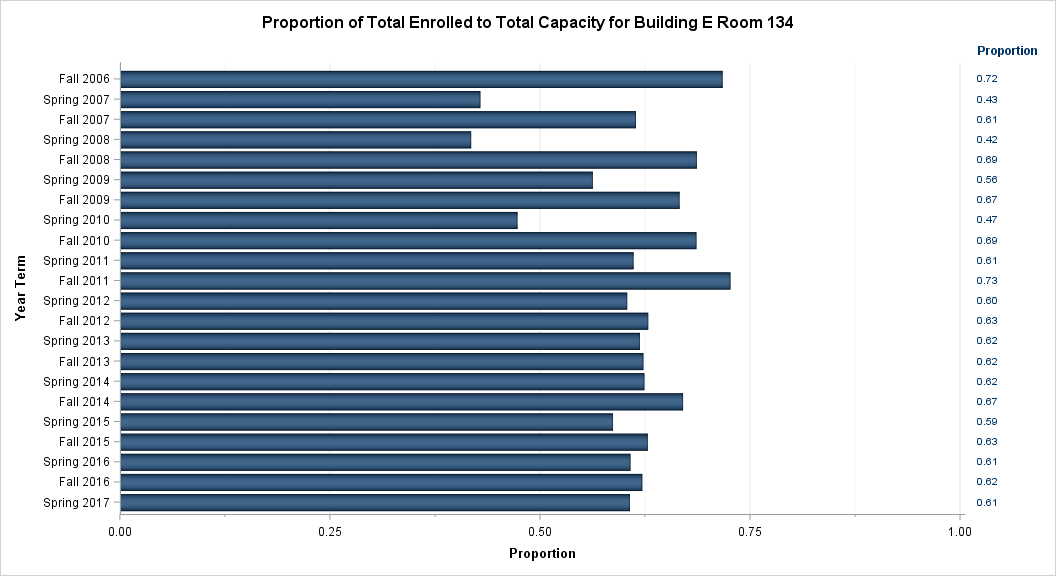 Proportion of Total Enrolled to Total Capacity for Building E Room 134
Proportion
Fall 2006 0.72
Spring 2007 0.43
Fall 2007 0.61
Spring 2008 0.42
Fall 2008 0.69
Spring 2009 0.56
Fall 2009 0.67
Spring 2010 0.47
Fall 2010 0.69
Spring 2011 0.61
Fall 2011 0.73
Spring 2012 0.60
Fall 2012 0.63
Spring 2013 0.62
Fall 2013 0.62
Spring 2014 0.62
Fall 2014 0.67
Spring 2015 0.59
Fall 2015 0.63
Spring 2016 0.61
Fall 2016 0.62
Spring 2017 0.61
Year Term
0.00 0.25 0.50 0.75 1.00
Proportion